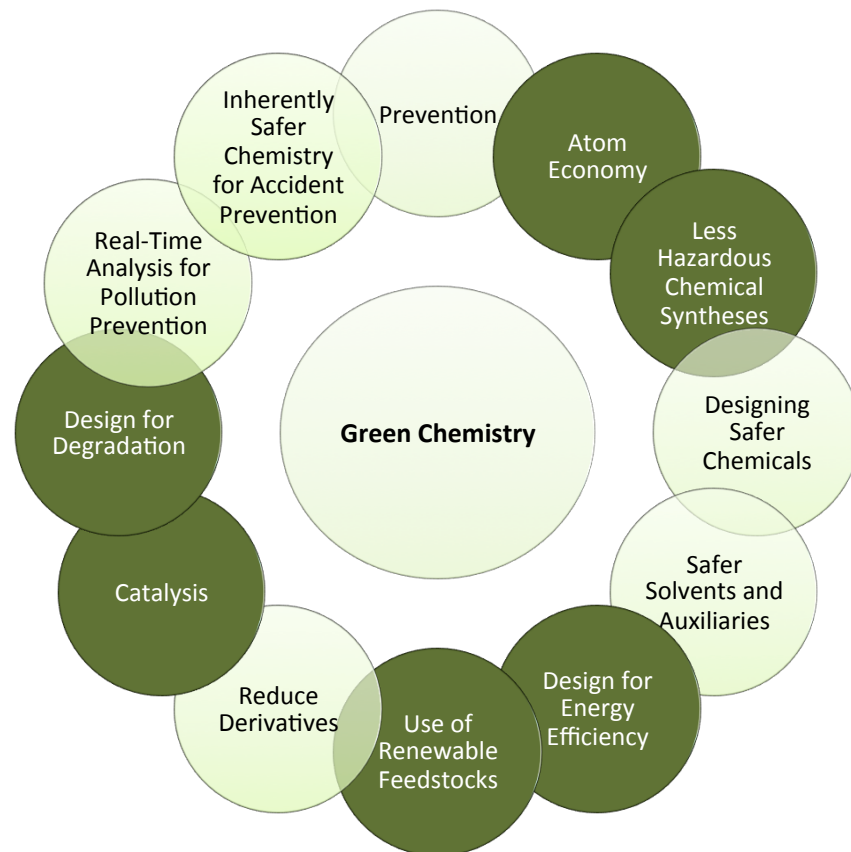 Prevention
Atom
Economy
Less
Hazardous
Chemical
Syntheses
Designing
Safer
Chemicals
Safer
Solvents and
Auxiliaries
Design for
Energy
Efficiency
Use of
Renewable
Feedstocks
Reduce
Derivatives
Catalysis
Design for
Degradation
Real-Time
Analysis for
Pollution
Prevention
Inherently
Safer
Chemistry
for Accident
Prevention
Green Chemistry